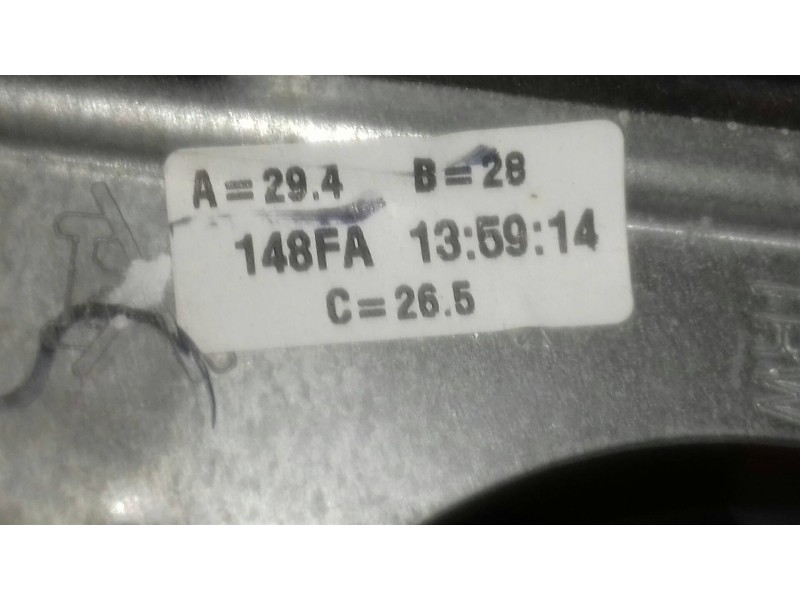 A = 29.4 B = 28
148FA 13:59:14
C = 26.5